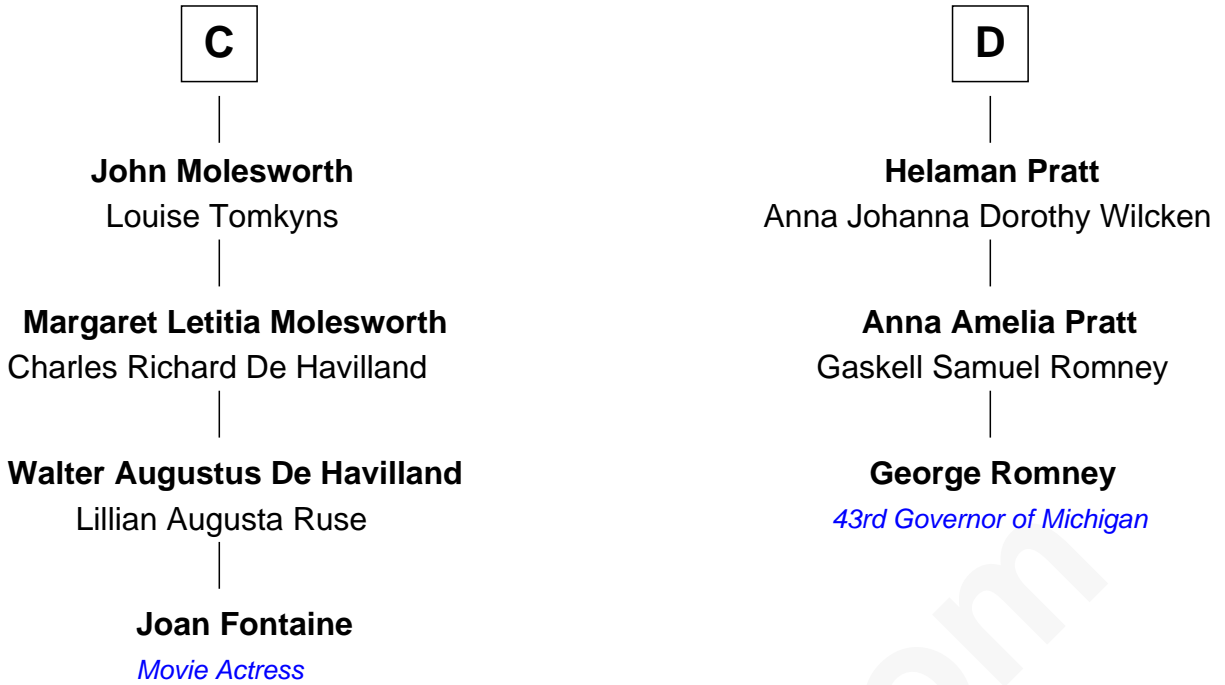 C
John Molesworth
Louise Tomkyns
Margaret Letitia Molesworth
Charles Richard De Havilland
Walter Augustus De Havilland
Lillian Augusta Ruse
Joan Fontaine
Movie Actress
D
Helaman Pratt
Anna Johanna Dorothy Wilcken
Anna Amelia Pratt
Gaskell Samuel Romney
George Romney
43rd Governor of Michigan
om